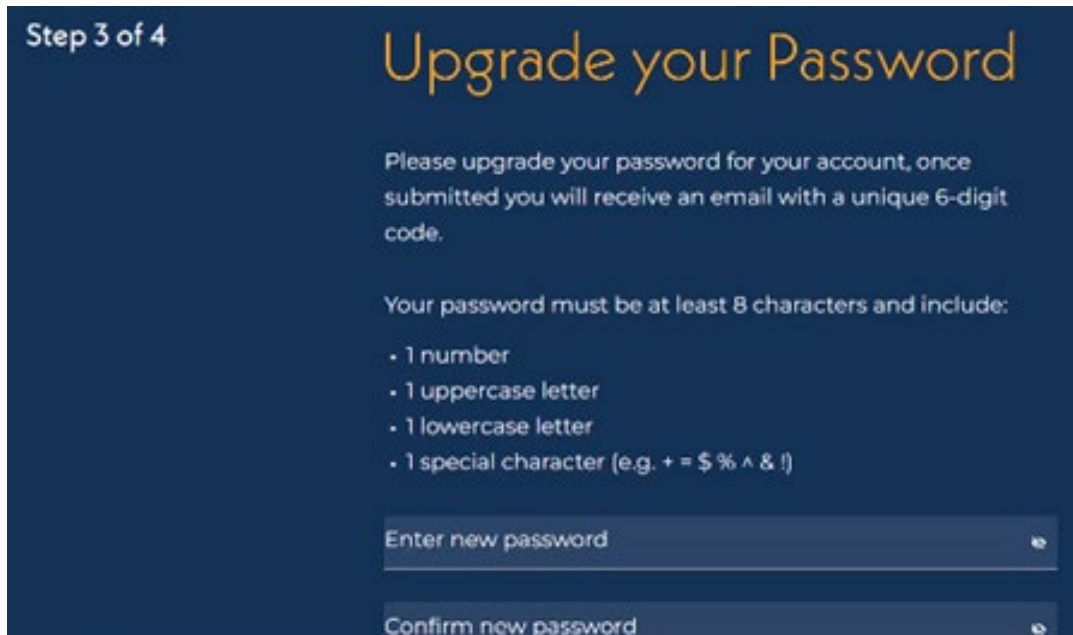 Step 3 of 4
Upgrade your Password
Please upgrade your password for your account, once
submitted you will receive an email with a unique 6-digit
code.
Your password must be at least 8 characters and include:
• 1 number
• 1 uppercase letter
• 1 lowercase letter
• 1 special character (e.g. + = $ % ^ & !)
Enter new password
Confirm new password